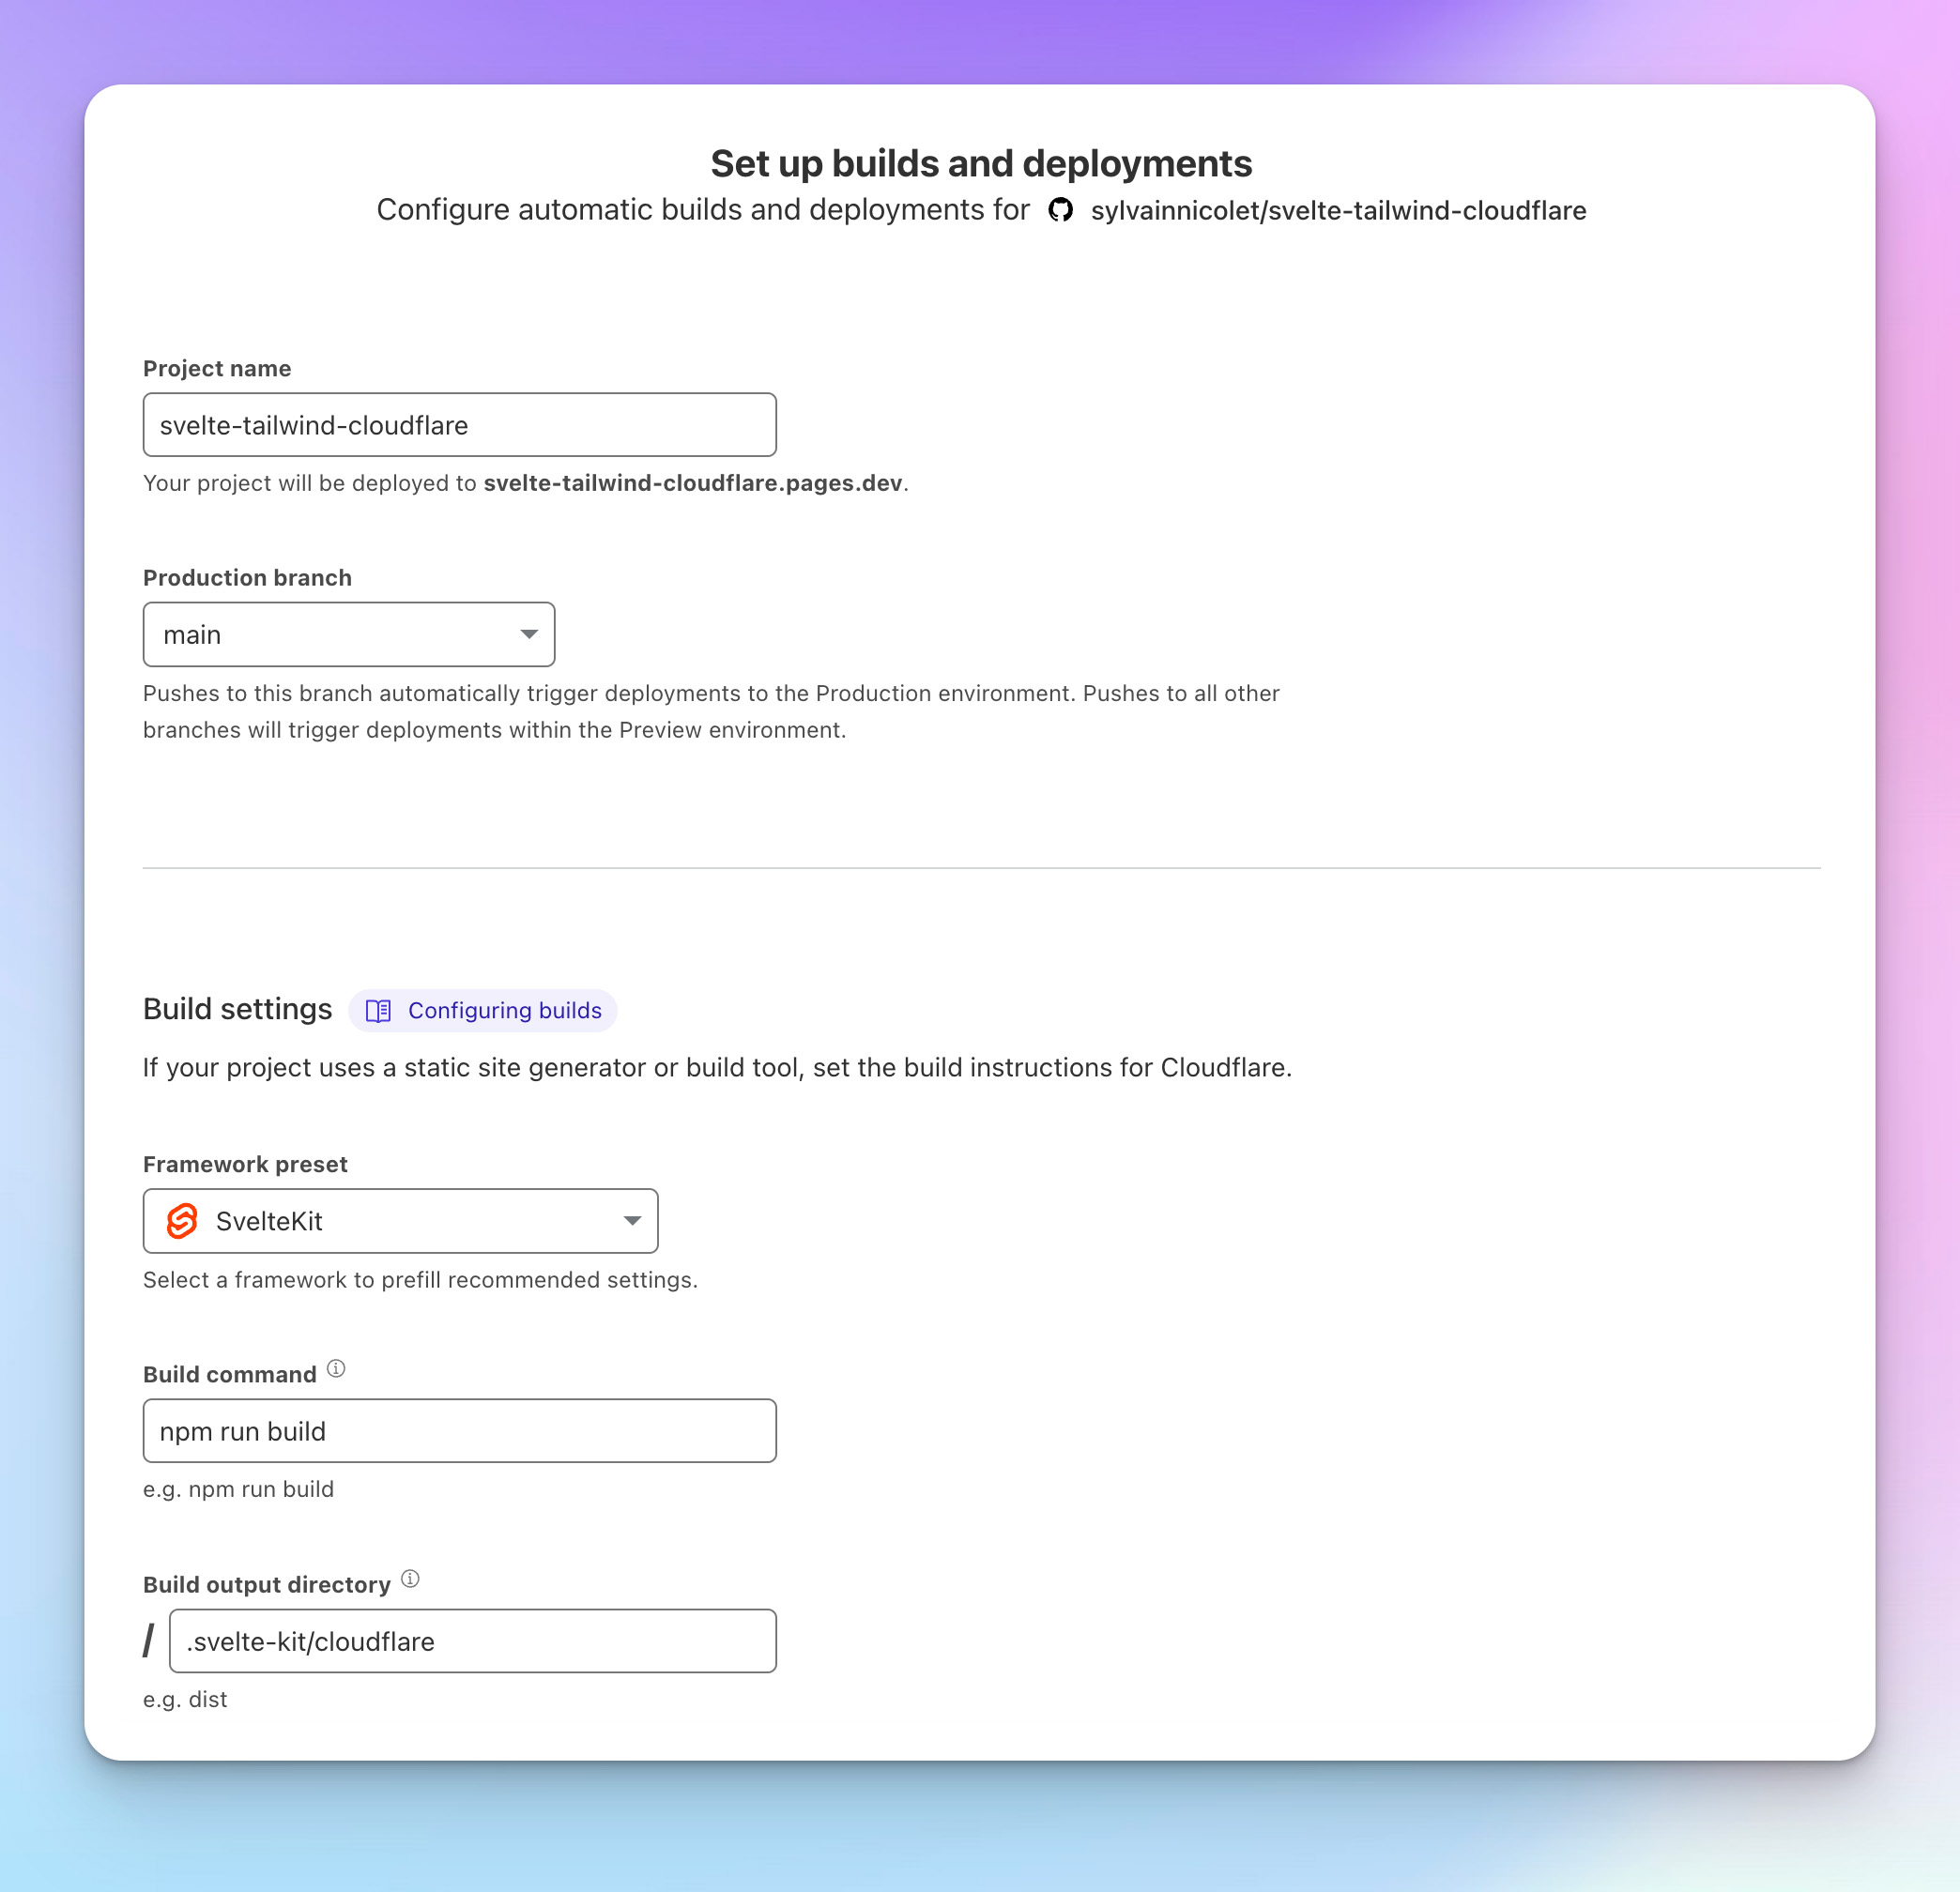 Set up builds and deployments
Configure automatic builds and deployments for sylvainnicolet/svelte-tailwind-cloudflare
Project name
svelte-tailwind-cloudflare
Your project will be deployed to svelte-tailwind-cloudflare.pages.dev.
Production branch
main
Pushes to this branch automatically trigger deployments to the Production environment. Pushes to all other
branches will trigger deployments within the Preview environment.
Build settings Configuring builds
If your project uses a static site generator or build tool, set the build instructions for Cloudflare.
Framework preset
SvelteKit
Select a framework to prefill recommended settings.
Build command
npm run build
e.g. npm run build
Build output directory
/ .svelte-kit/cloudflare
e.g. dist